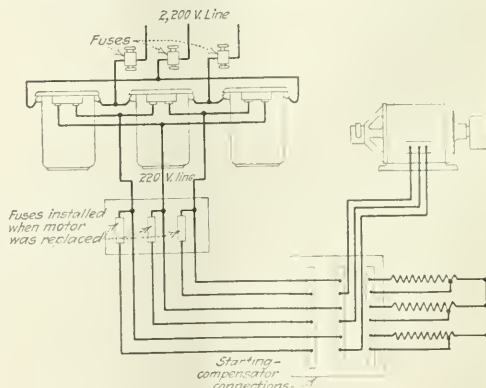 2,200 V. Line
Fuses
220 V. line
Fuses installed
when motor
was replaced
Starting-
compensator
connections